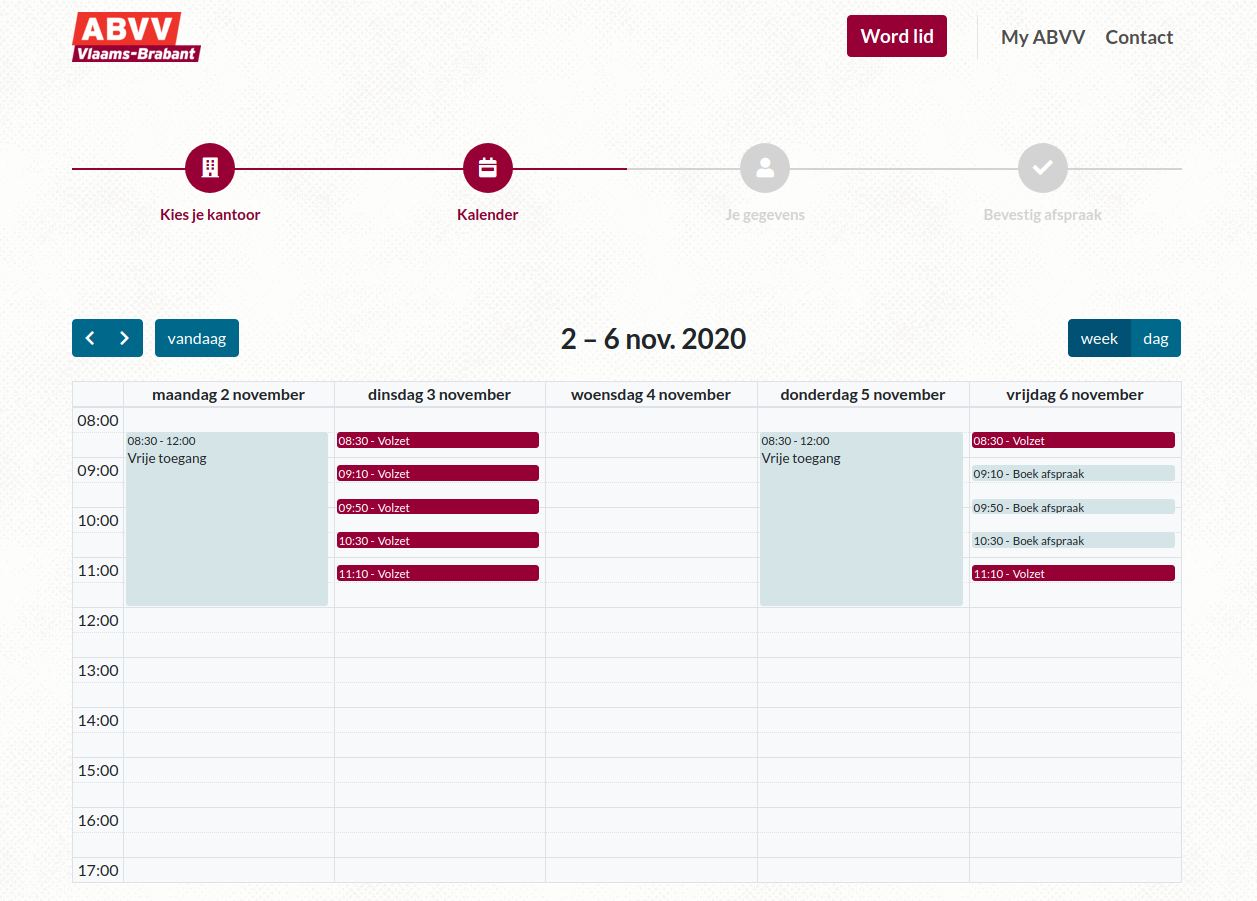 ABVV
Vlaams-Brabant
Word lid
My ABVV
Contact
Kies je kantoor
Kalender
Je gegevens
Bevestig afspraak
vandaag
2 – 6 nov. 2020
week
dag
maandag 2 november
dinsdag 3 november
woensdag 4 november
donderdag 5 november
vrijdag 6 november
08:00
09:00
10:00
11:00
12:00
13:00
14:00
15:00
16:00
17:00
08:30 - 12:00
Vrije toegang
08:30 - Volzet
09:10 - Volzet
09:50 - Volzet
10:30 - Volzet
11:10 - Volzet
08:30 - 12:00
Vrije toegang
08:30 - Volzet
09:10 - Boek afspraak
09:50 - Boek afspraak
10:30 - Boek afspraak
11:10 - Volzet